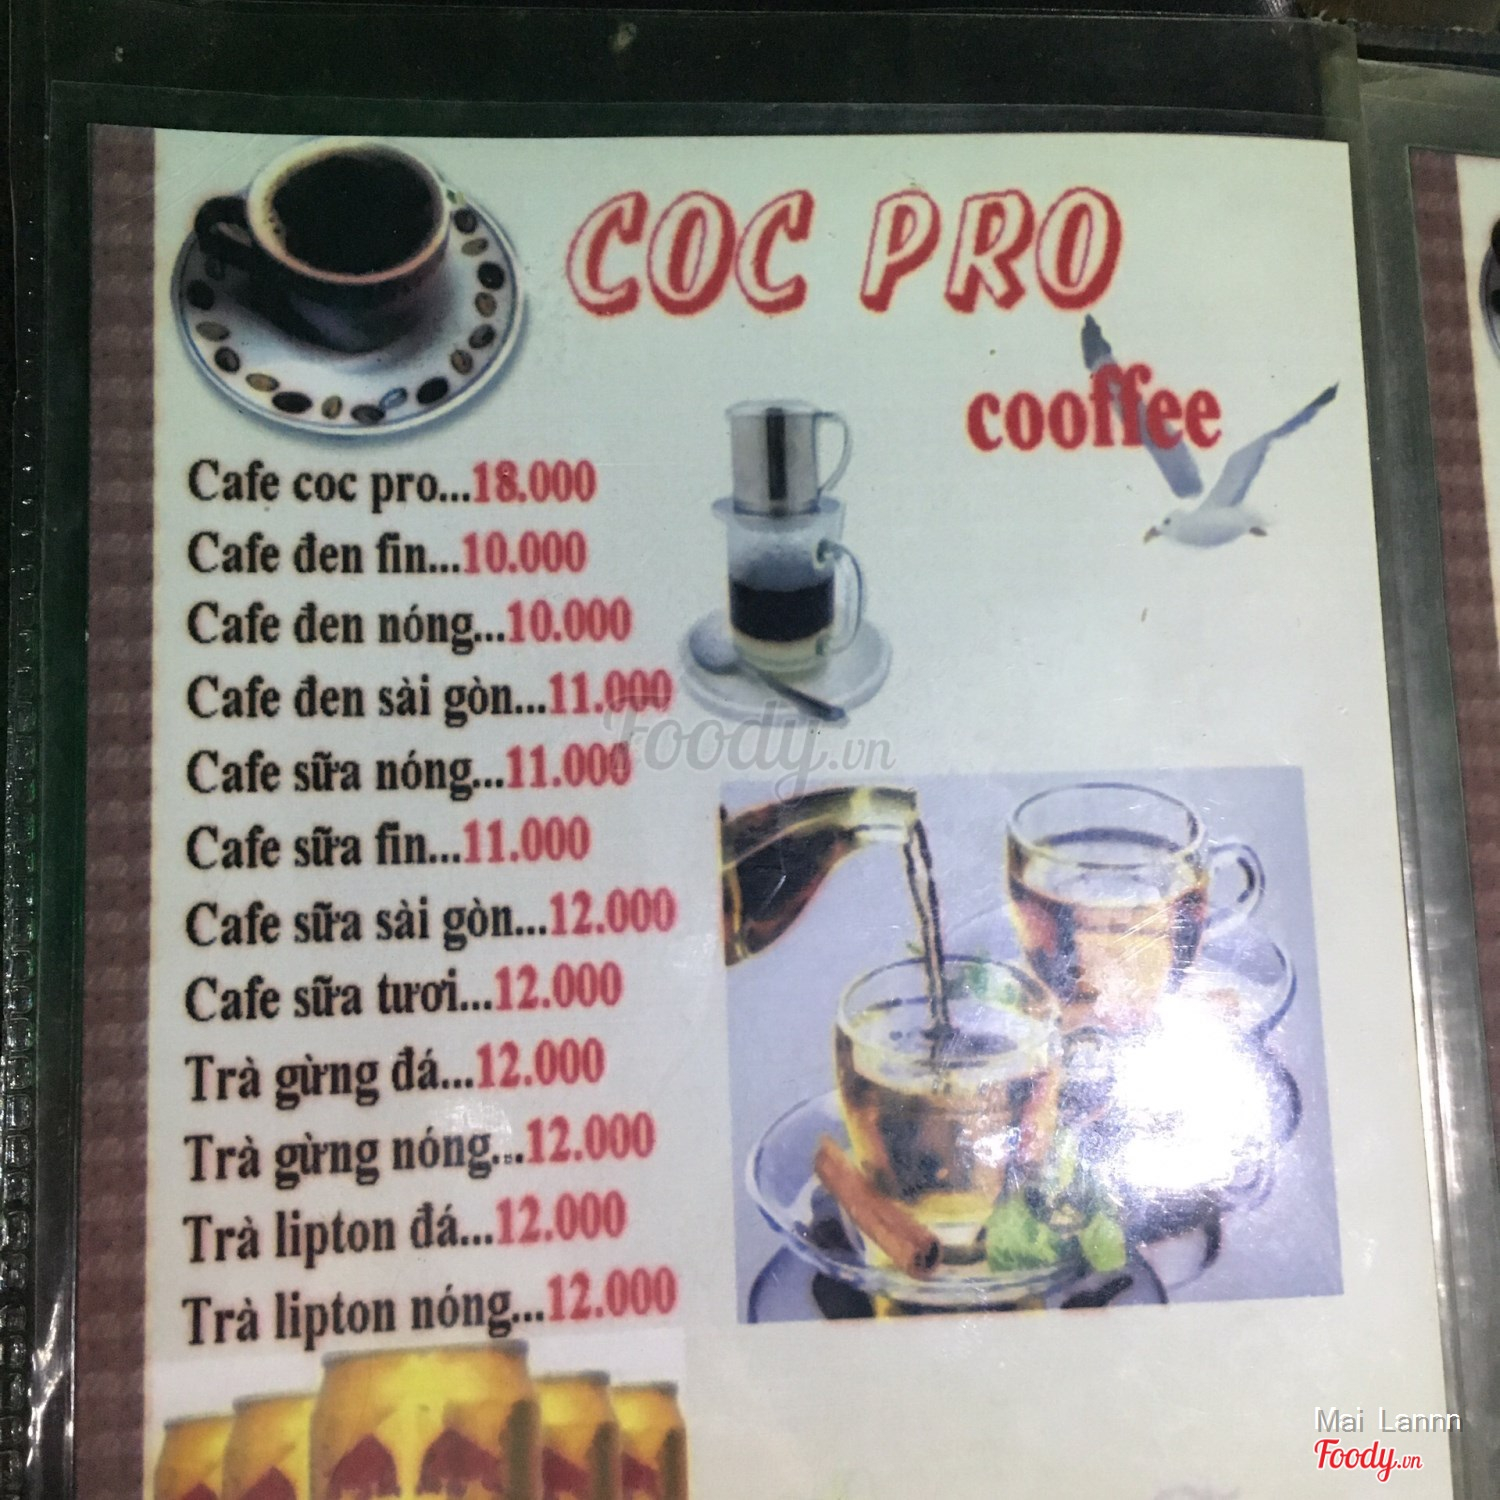 COC PRO
cooffee
Cafe coc pro...18.000
Cafe đen fin...10.000
Cafe đen nóng...10.000
Cafe đen sài gòn...11.000
Cafe sữa nóng...11.000
Cafe sữa fin...11.000
Cafe sữa sài gòn...12.000
Cafe sữa tươi...12.000
Trà gừng đá...12.000
Trà gừng nóng...12.000
Trà lipton đá...12.000
Trà lipton nóng...12.000
Foody.vn
Mai Lannn
Foody.vn